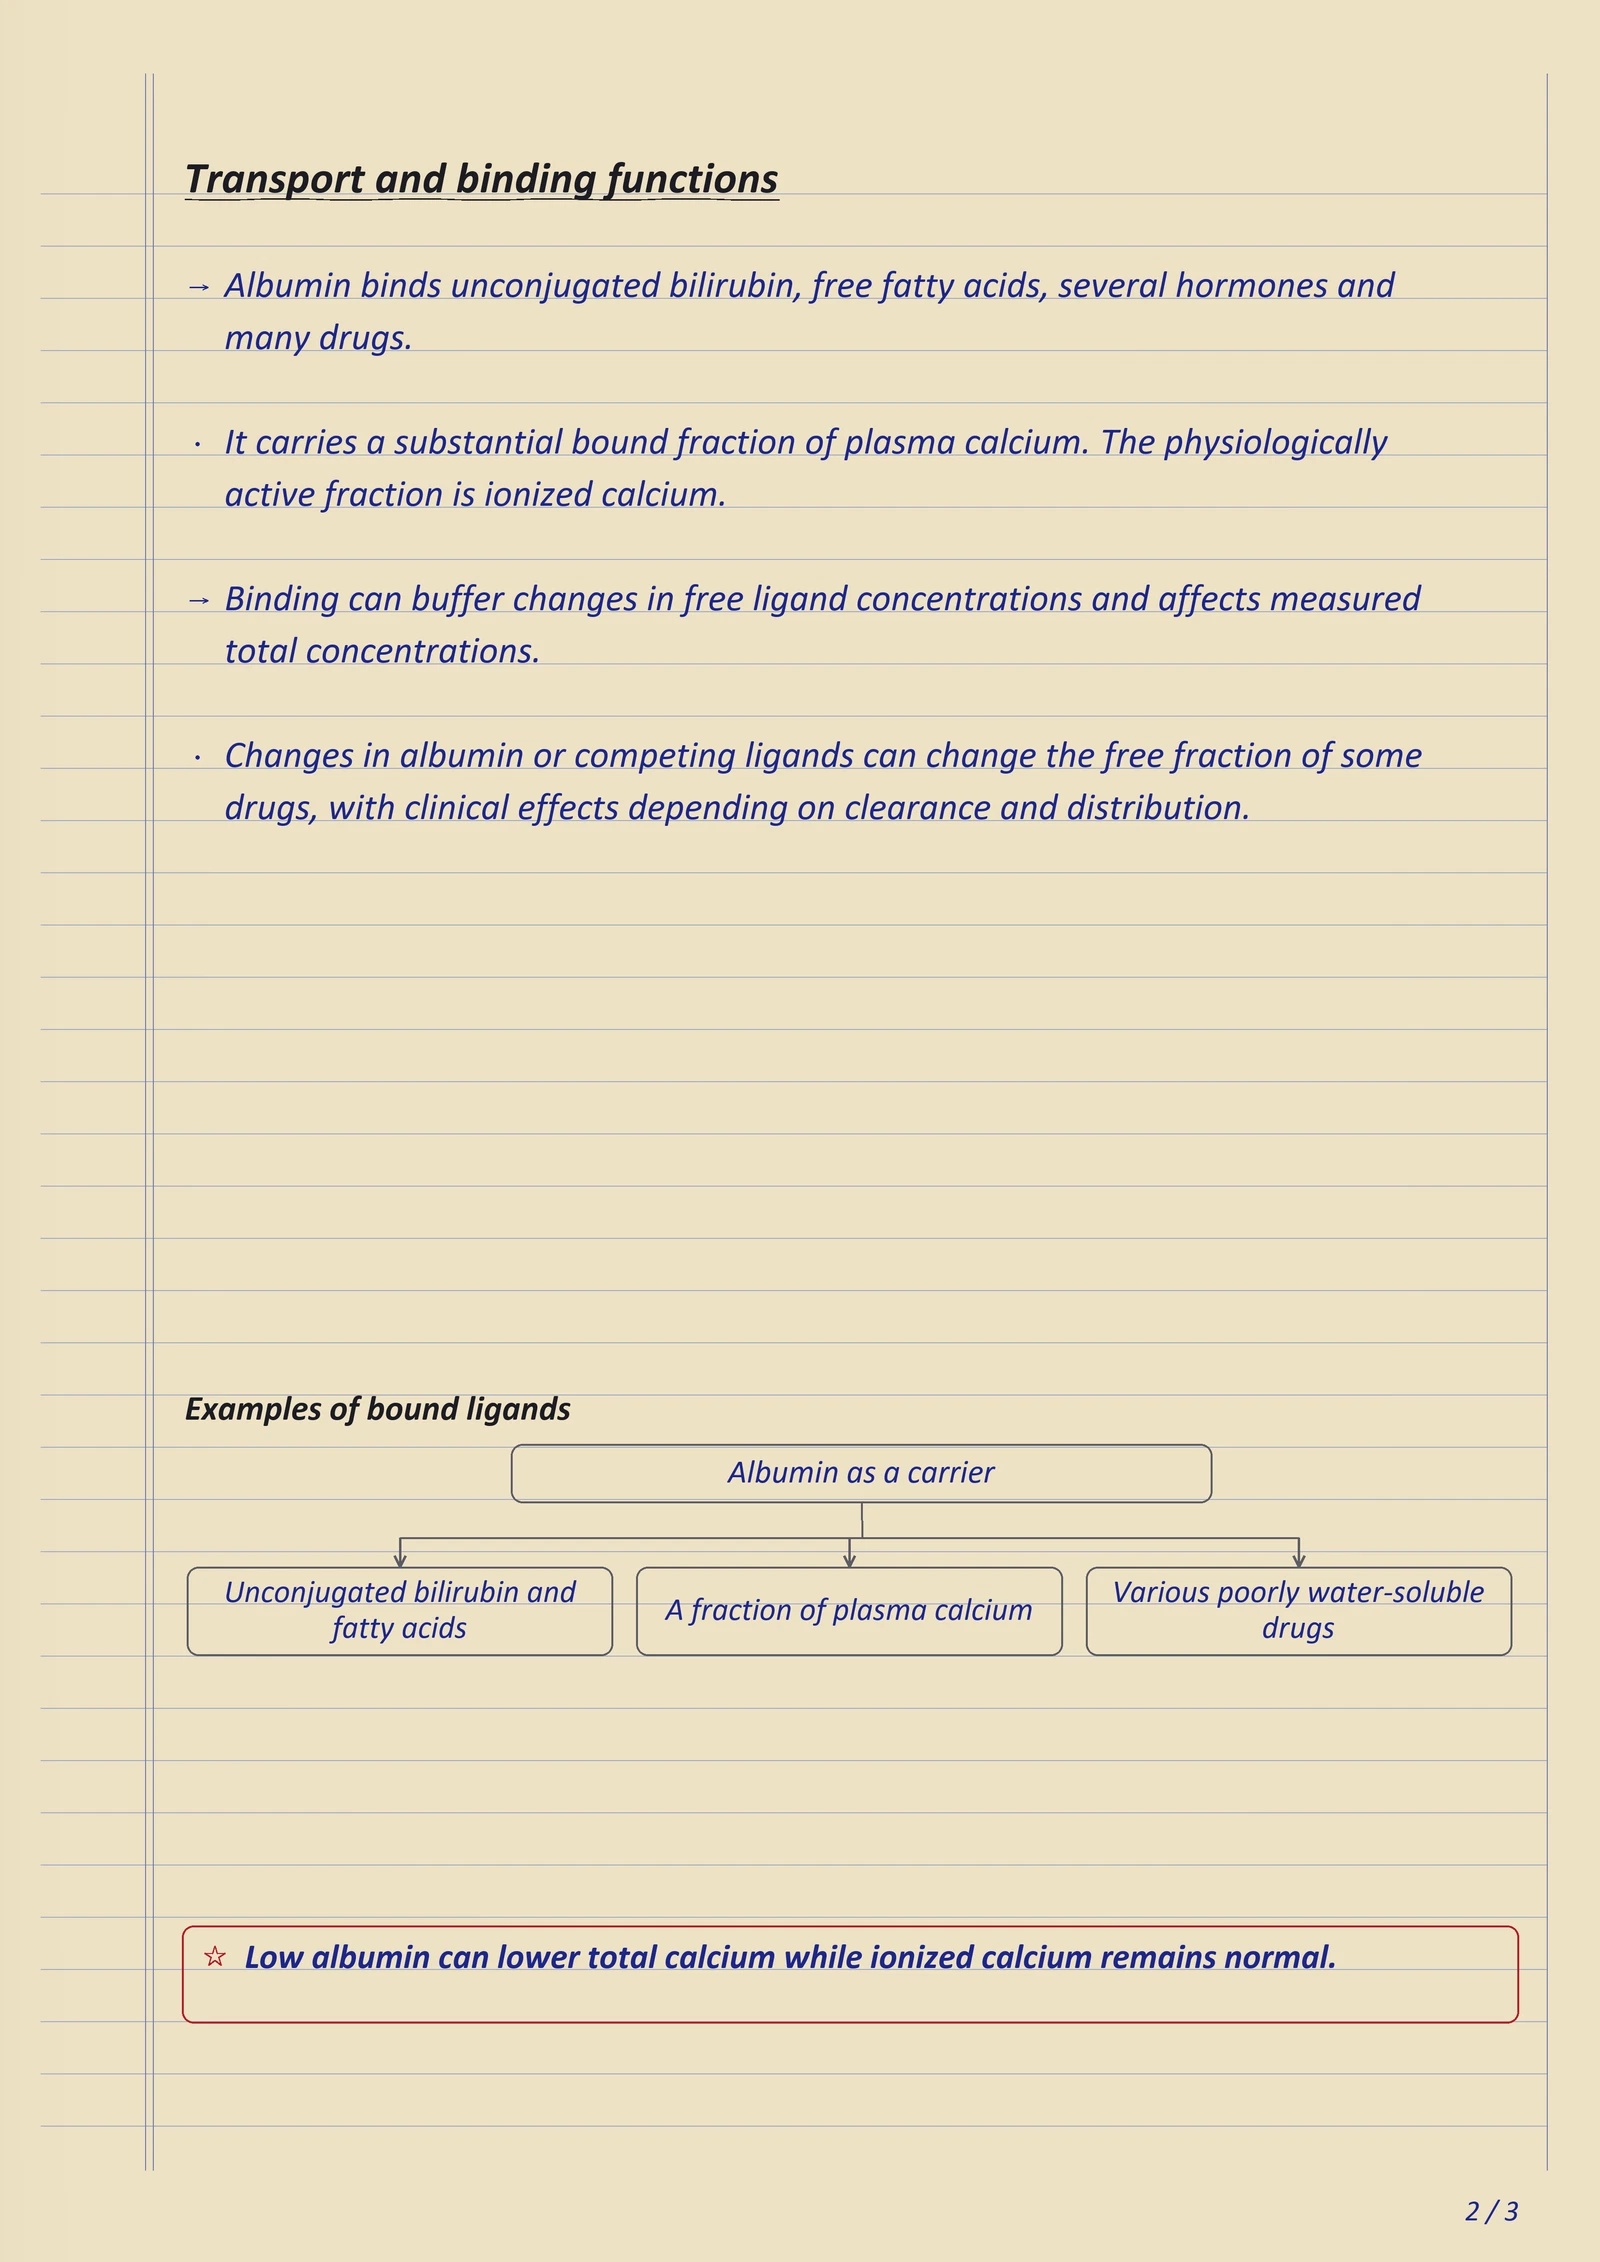 Transport and binding functions
→ Albumin binds unconjugated bilirubin, free fatty acids, several hormones and
many drugs.
· It carries a substantial bound fraction of plasma calcium. The physiologically
active fraction is ionized calcium.
→ Binding can buffer changes in free ligand concentrations and affects measured
total concentrations.
· Changes in albumin or competing ligands can change the free fraction of some
drugs, with clinical effects depending on clearance and distribution.
Examples of bound ligands
Albumin as a carrier
Unconjugated bilirubin and
fatty acids
A fraction of plasma calcium
Various poorly water-soluble
drugs
☆ Low albumin can lower total calcium while ionized calcium remains normal.
2 / 3